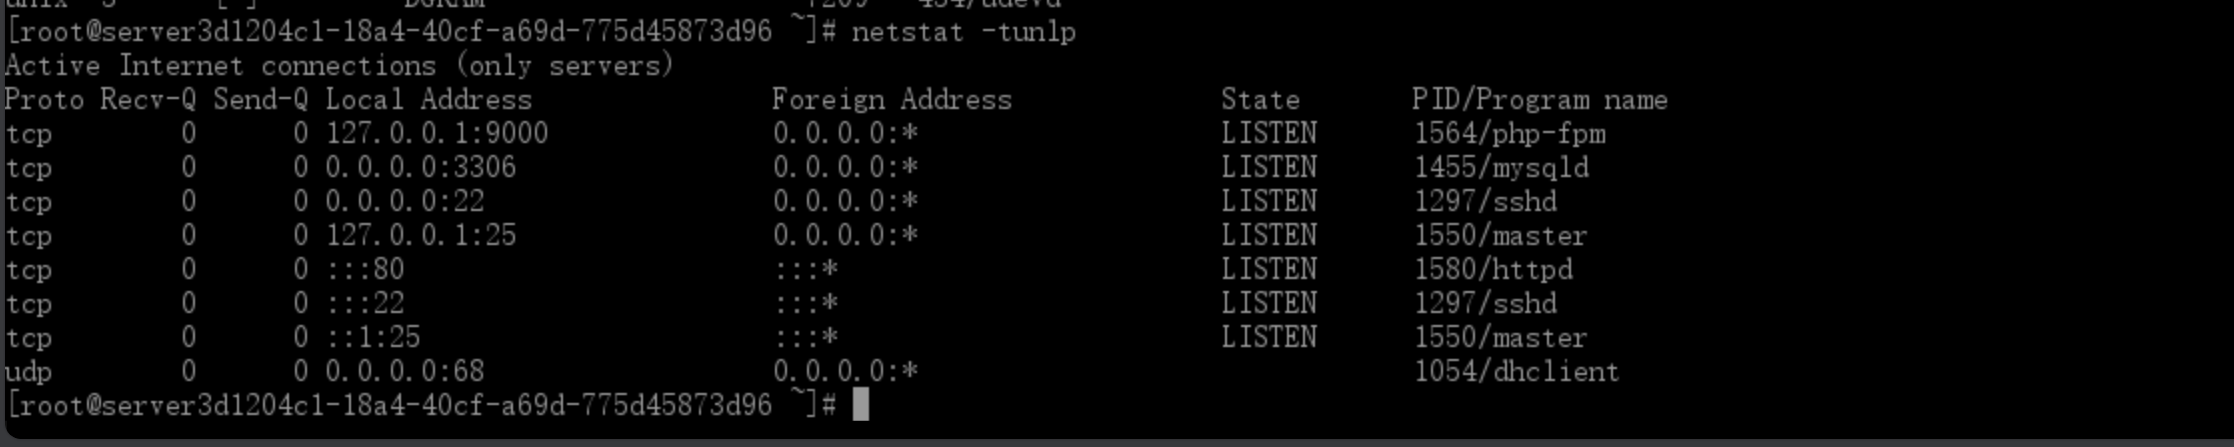 [root@server3d1204c1-18a4-40cf-a69d-775d45873d96 ~]# netstat -tunlp
Active Internet connections (only servers)
Proto Recv-Q Send-Q Local Address               Foreign Address             State       PID/Program name
tcp        0      0 127.0.0.1:9000              0.0.0.0:*                   LISTEN      1564/php-fpm
tcp        0      0 0.0.0.0:3306                0.0.0.0:*                   LISTEN      1455/mysqld
tcp        0      0 0.0.0.0:22                  0.0.0.0:*                   LISTEN      1297/sshd
tcp        0      0 127.0.0.1:25                0.0.0.0:*                   LISTEN      1550/master
tcp        0      0 :::80                       :::*                        LISTEN      1580/httpd
tcp        0      0 :::22                       :::*                        LISTEN      1297/sshd
tcp        0      0 ::1:25                      :::*                        LISTEN      1550/master
udp        0      0 0.0.0.0:68                  0.0.0.0:*                               1054/dhclient
[root@server3d1204c1-18a4-40cf-a69d-775d45873d96 ~]#